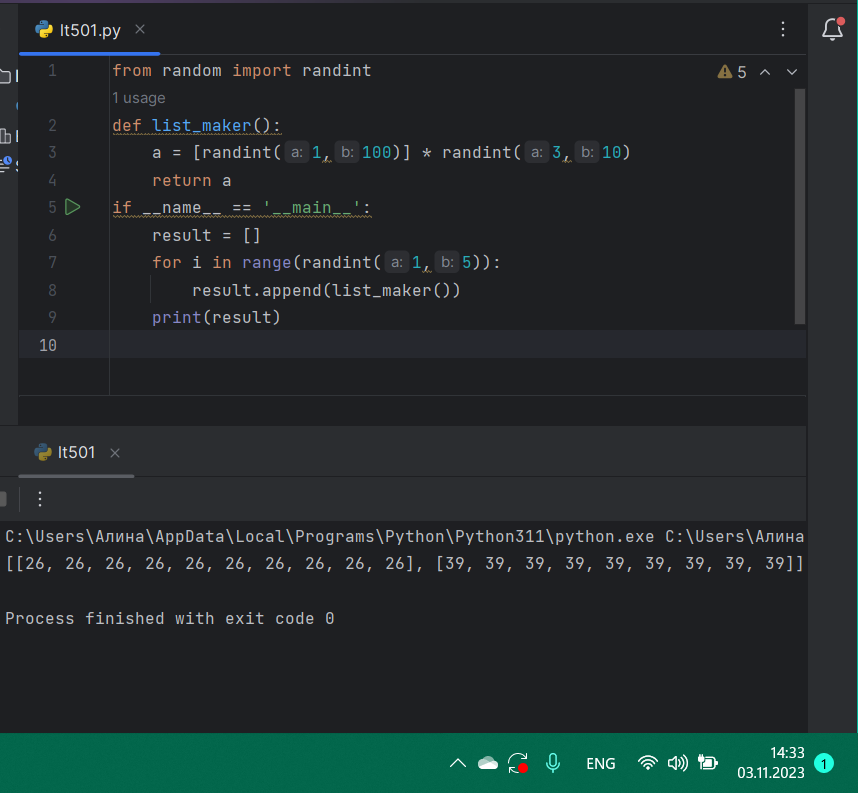 lt501.py
1 from random import randint
5
1 usage
2 def list_maker():
3 a = [randint( a: 1, b: 100)] * randint( a: 3, b: 10)
4 return a
5 if __name__ == '__main__':
6 result = []
7 for i in range(randint( a: 1, b: 5)):
8 result.append(list_maker())
9 print(result)
10
lt501
C:\Users\Алина\AppData\Local\Programs\Python\Python311\python.exe C:\Users\Алина
[[26, 26, 26, 26, 26, 26, 26, 26, 26, 26], [39, 39, 39, 39, 39, 39, 39, 39, 39]]
Process finished with exit code 0
ENG
14:33
03.11.2023
1